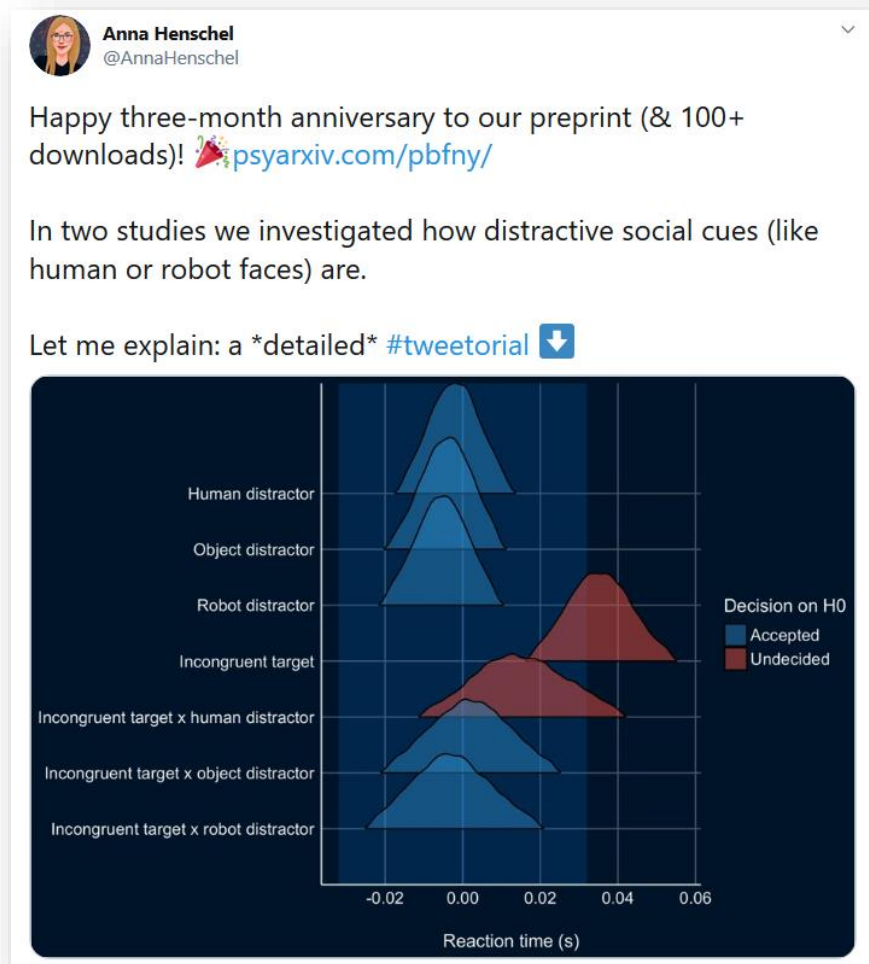 Anna Henschel
@AnnaHenschel
Happy three-month anniversary to our preprint (& 100+
downloads)! 🎉psyarxiv.com/pbfny/
In two studies we investigated how distractive social cues (like
human or robot faces) are.
Let me explain: a *detailed* #tweetorial ⬇️
Human distractor
Object distractor
Robot distractor
Incongruent target
Incongruent target x human distractor
Incongruent target x object distractor
Incongruent target x robot distractor
Decision on H0
Accepted
Undecided
-0.02 0.00 0.02 0.04 0.06
Reaction time (s)